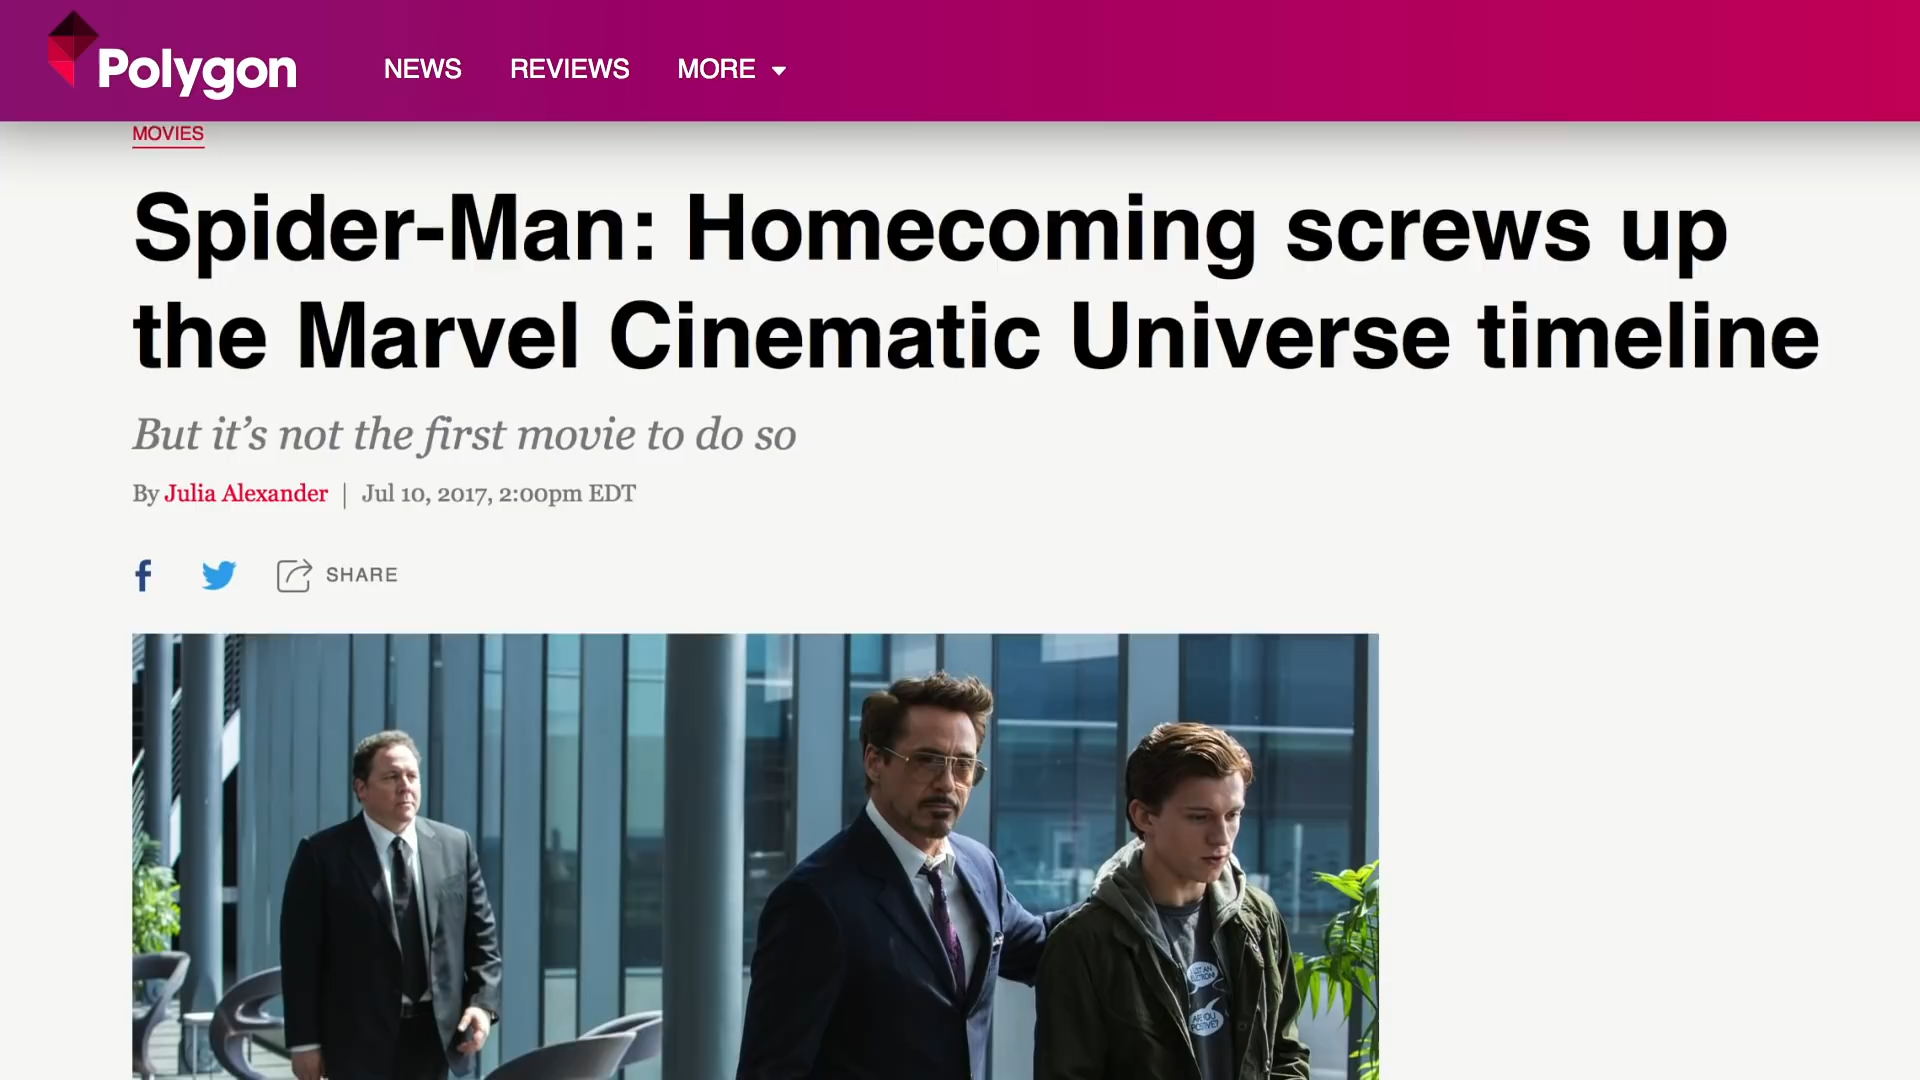 Polygon
NEWS REVIEWS MORE
MOVIES
Spider-Man: Homecoming screws up
the Marvel Cinematic Universe timeline
But it’s not the first movie to do so
By Julia Alexander | Jul 10, 2017, 2:00pm EDT
SHARE